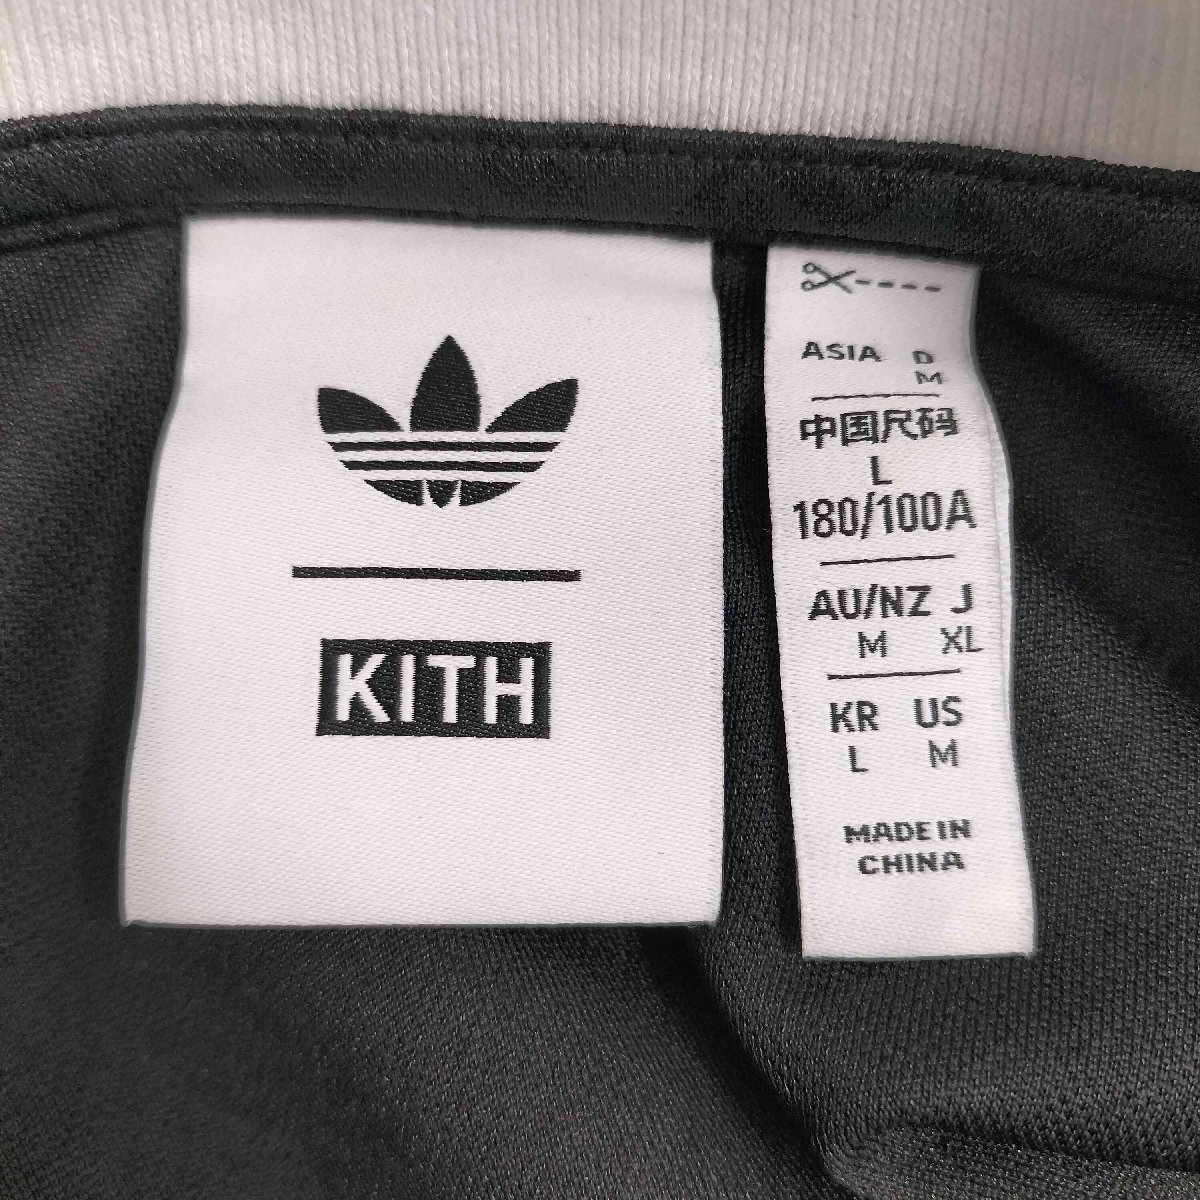 KITH
ASIA D
M
中国尺码
L
180/100A
AU/NZ J
M XL
KR US
L M
MADE IN
CHINA